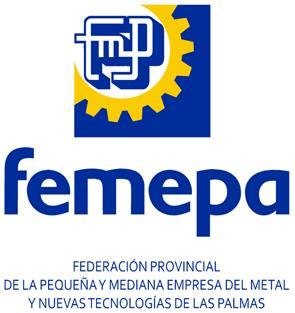 fmp
femepa
FEDERACIÓN PROVINCIAL
DE LA PEQUEÑA Y MEDIANA EMPRESA DEL METAL
Y NUEVAS TECNOLOGÍAS DE LAS PALMAS